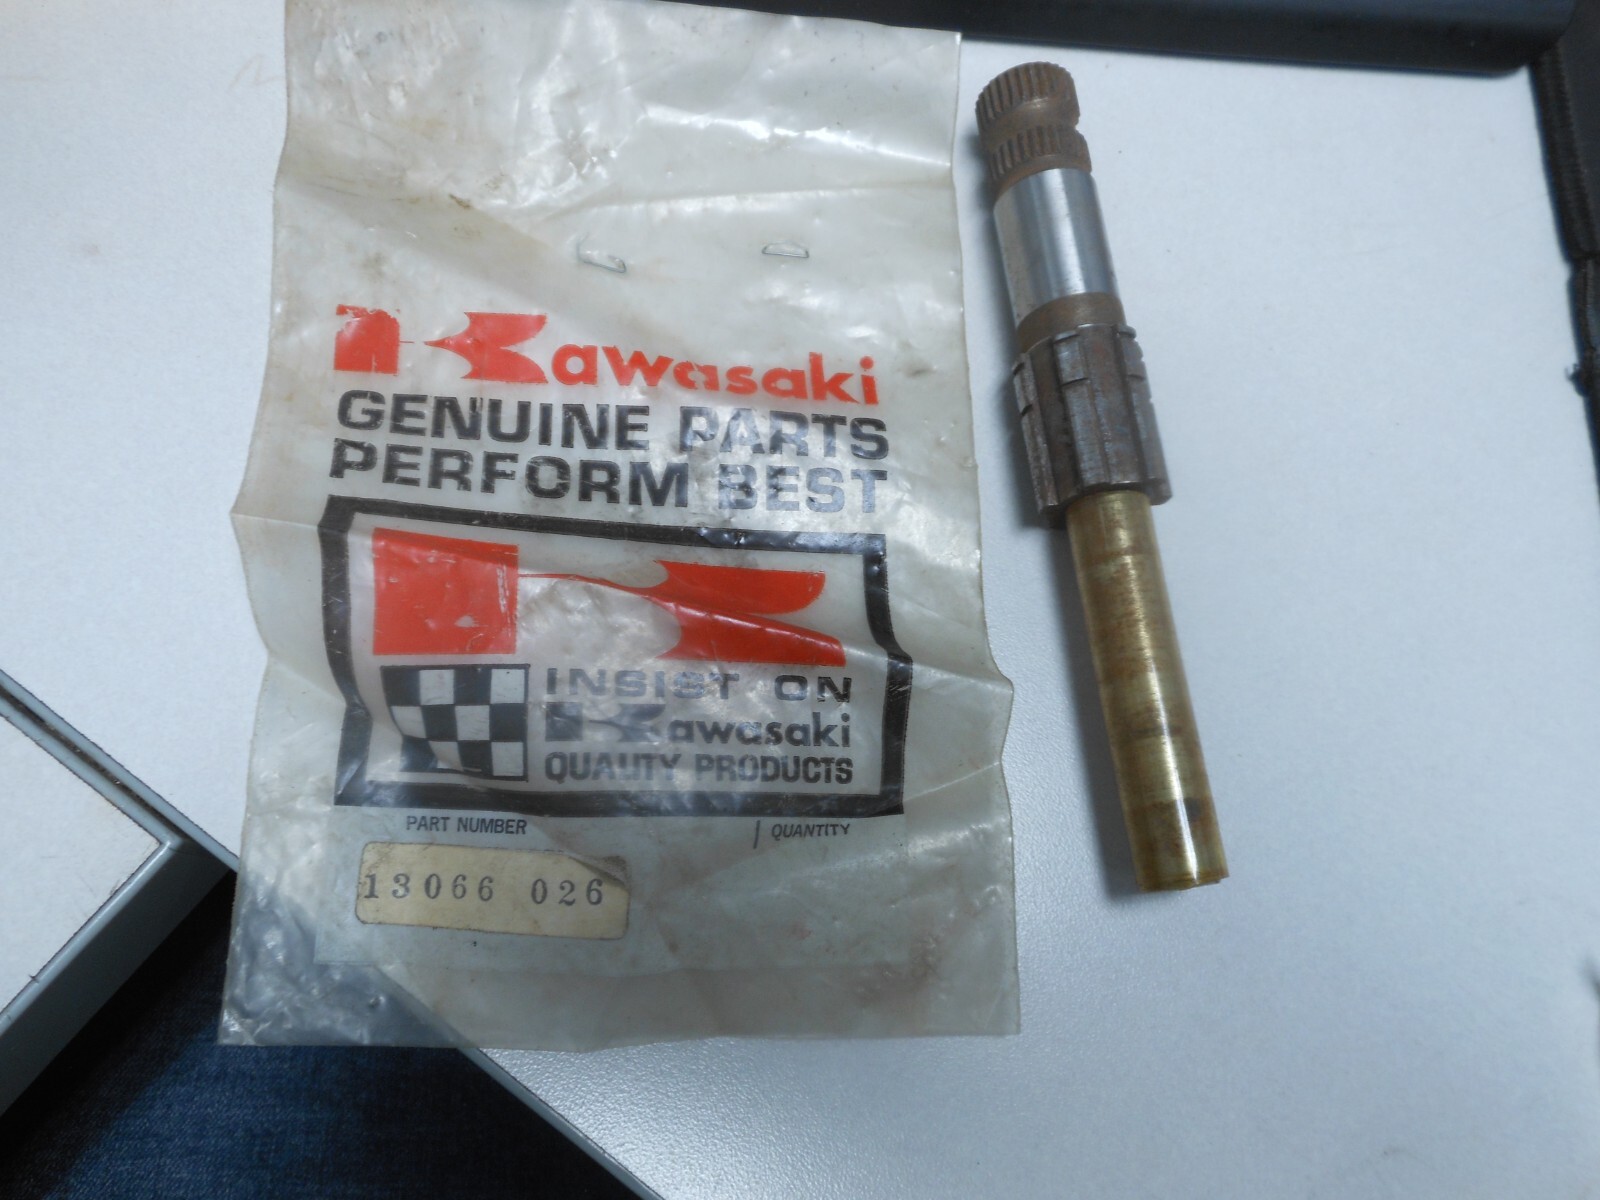 Kawasaki
GENUINE PARTS
PERFORM BEST
INSIST ON
Kawasaki
QUALITY PRODUCTS
PART NUMBER
QUANTITY
13066 026